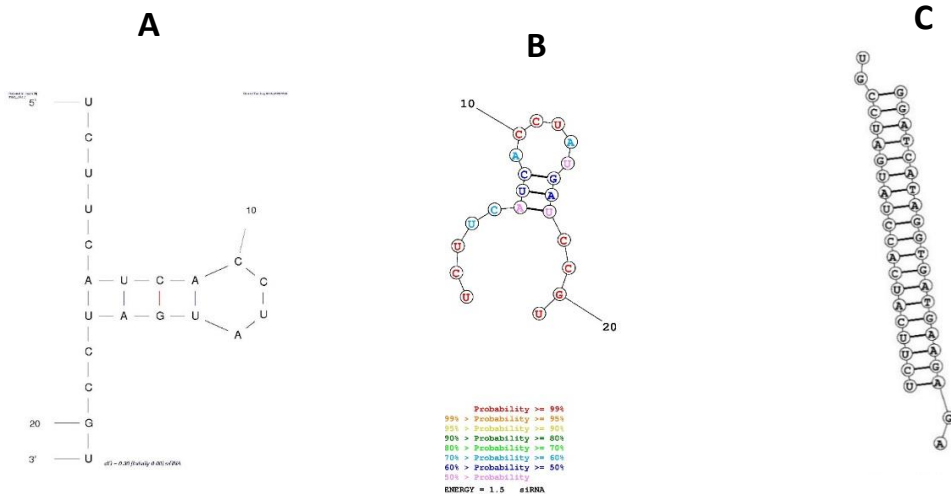 A
B
C
5'
U
C
U
U
C
10
A U C A C
C
U
U A G U A
C
C
20
G
3'
U
10
20
U C U U C A U C A C C U A U G A U C C G U
Probability >= 99%
99% > Probability >= 95%
95% > Probability >= 90%
90% > Probability >= 80%
80% > Probability >= 70%
70% > Probability >= 60%
60% > Probability >= 50%
50% > Probability
ENERGY = 1.5 siRNA
U G C C U A G U A U C C A C U A C U U C U
G G A T C A T A G G T G A T G A A G A G A